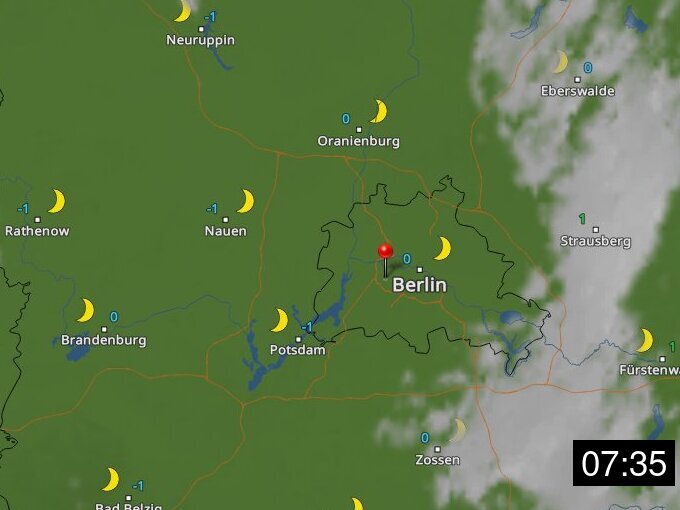 -1
Neuruppin
0
Eberswalde
0
Oranienburg
-1
Rathenow
-1
Nauen
1
Strausberg
0
Berlin
0
Brandenburg
-1
Potsdam
1
Fürstenwa
0
Zossen
07:35
-1
Bad Belzig